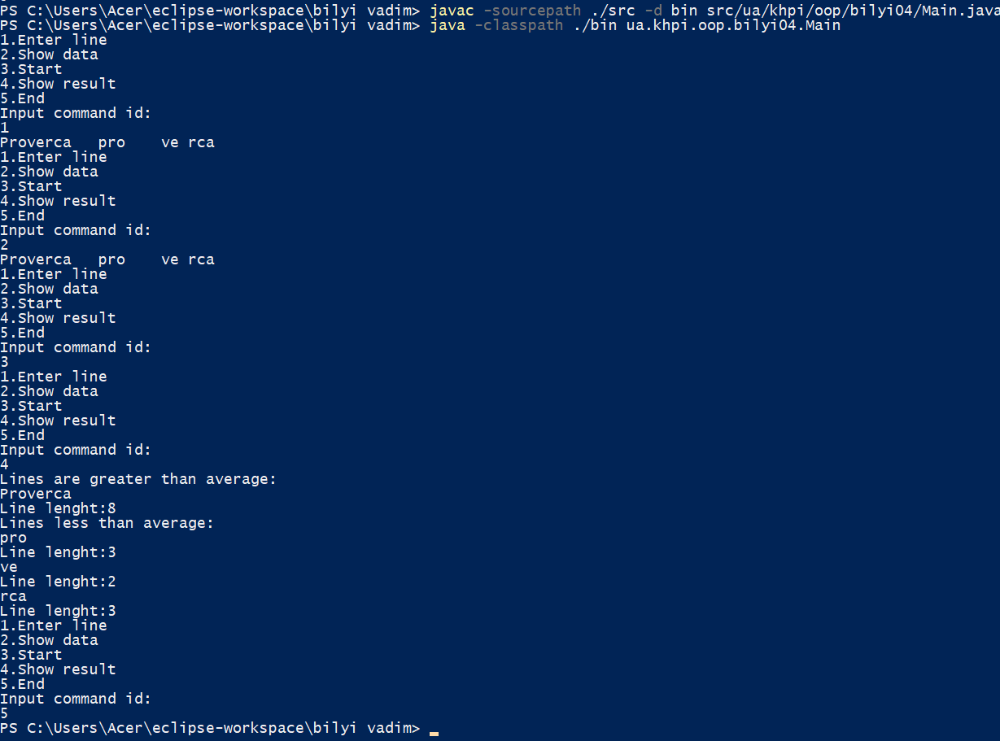 PS C:\Users\Acer\eclipse-workspace\bilyi vadim> javac -sourcepath ./src -d bin src/ua/khpi/oop/bilyi04/Main.java
PS C:\Users\Acer\eclipse-workspace\bilyi vadim> java -classpath ./bin ua.khpi.oop.bilyi04.Main
1.Enter line
2.Show data
3.Start
4.Show result
5.End
Input command id:
1
Proverca   pro    ve rca
1.Enter line
2.Show data
3.Start
4.Show result
5.End
Input command id:
2
Proverca   pro    ve rca
1.Enter line
2.Show data
3.Start
4.Show result
5.End
Input command id:
3
1.Enter line
2.Show data
3.Start
4.Show result
5.End
Input command id:
4
Lines are greater than average:
Proverca
Line lenght:8
Lines less than average:
pro
Line lenght:3
ve
Line lenght:2
rca
Line lenght:3
1.Enter line
2.Show data
3.Start
4.Show result
5.End
Input command id:
5
PS C:\Users\Acer\eclipse-workspace\bilyi vadim>